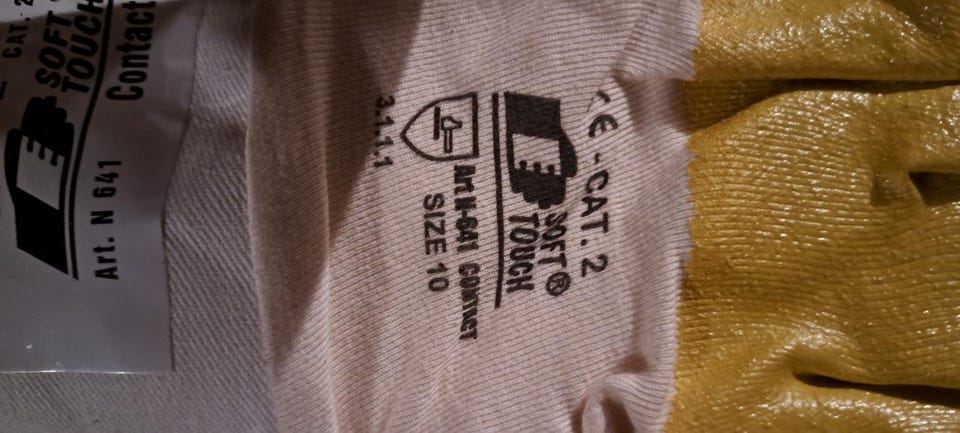 CAT. 2
SOFT
TOUCH
Contact
Art. N 641
CE - CAT. 2
SOFT®
TOUCH
Art N-641 CONTACT
SIZE 10
3.1.1.1